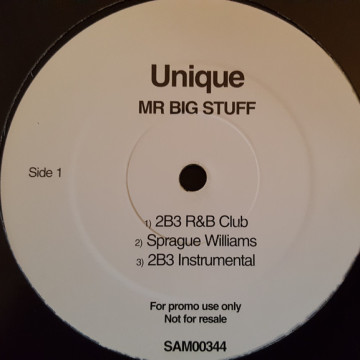 Unique
MR BIG STUFF
Side 1
1) 2B3 R&B Club
2) Sprague Williams
3) 2B3 Instrumental
For promo use only
Not for resale
SAM00344